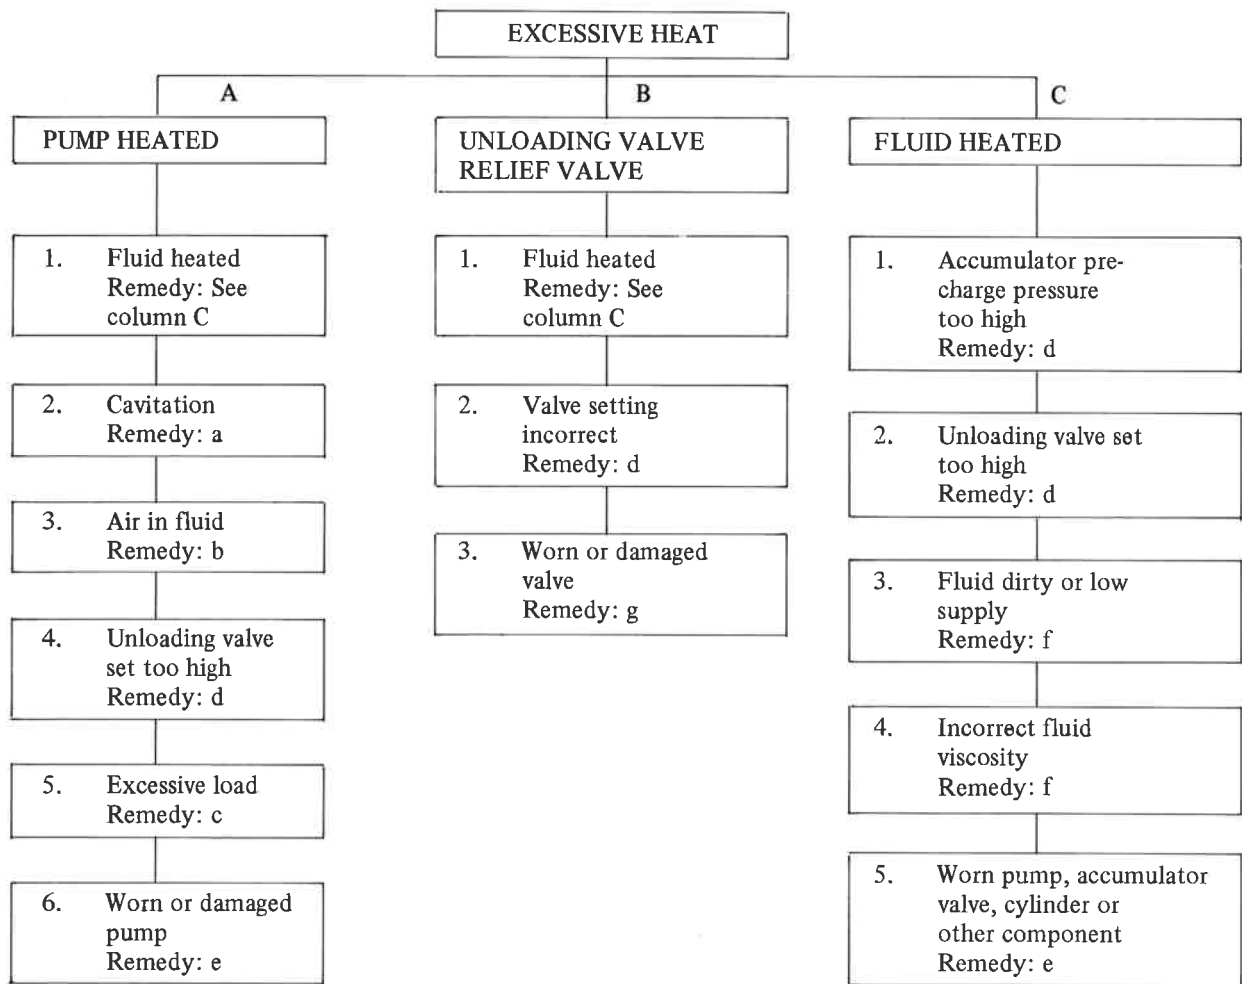 EXCESSIVE HEAT
A
B
C
PUMP HEATED
UNLOADING VALVE
RELIEF VALVE
FLUID HEATED
1. Fluid heated
Remedy: See
column C
2. Cavitation
Remedy: a
3. Air in fluid
Remedy: b
4. Unloading valve
set too high
Remedy: d
5. Excessive load
Remedy: c
6. Worn or damaged
pump
Remedy: e
1. Fluid heated
Remedy: See
column C
2. Valve setting
incorrect
Remedy: d
3. Worn or damaged
valve
Remedy: g
1. Accumulator pre-
charge pressure
too high
Remedy: d
2. Unloading valve set
too high
Remedy: d
3. Fluid dirty or low
supply
Remedy: f
4. Incorrect fluid
viscosity
Remedy: f
5. Worn pump, accumulator
valve, cylinder or
other component
Remedy: e